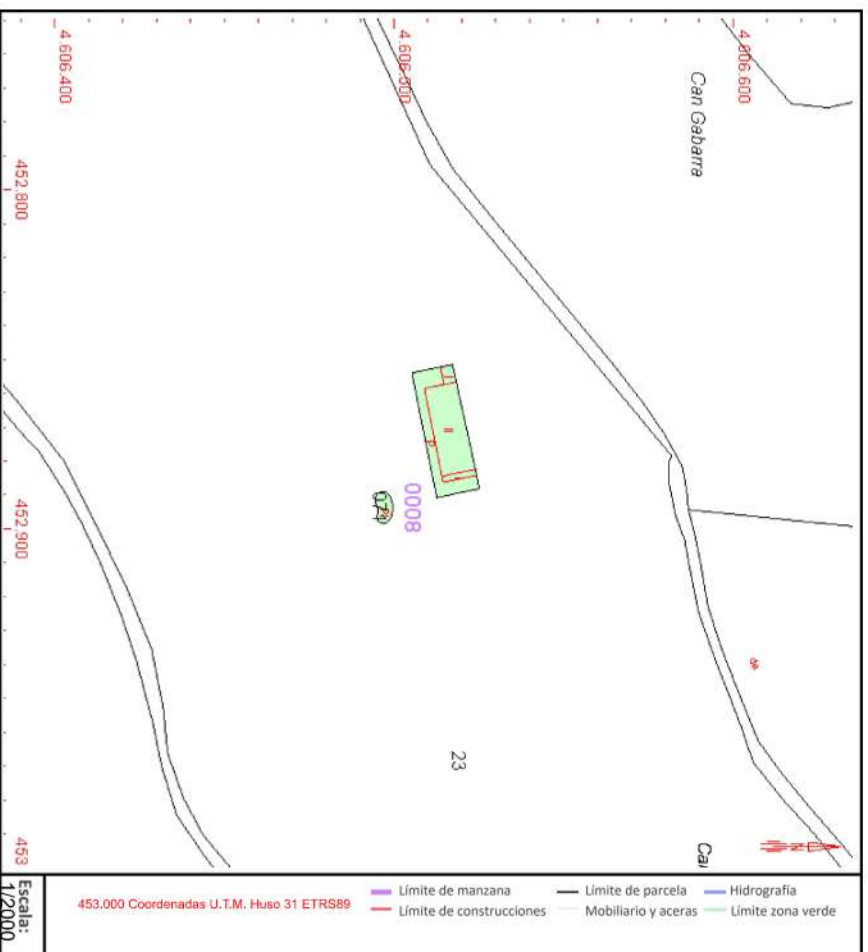 4.606.400
4.606.500
4.606.600
Can Gabarra
452.800
II
I
P
0008
452.900
de
23
453
Cal
N
Escala:
1/2000
453.000 Coordenadas U.T.M. Huso 31 ETRS89
Límite de manzana
Límite de parcela
Hidrografía
Límite de construcciones
Mobiliario y aceras
Límite zona verde